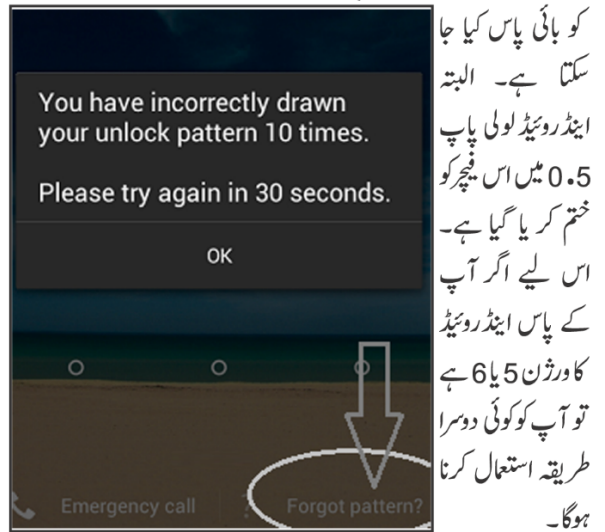 You have incorrectly drawn
your unlock pattern 10 times.
Please try again in 30 seconds.
OK
Emergency call
Forgot pattern?
کو بائی پاس کیا جا
سکتا ہے۔ البتہ
اینڈروئیڈ لولی پاپ
0.5 میں اس فیچر کو
ختم کر یا گیا ہے۔
اس لیے اگر آپ
کے پاس اینڈروئیڈ
کا ورژن 5 یا 6 ہے
تو آپ کو کوئی دوسرا
طریقہ استعمال کرنا
ہوگا۔